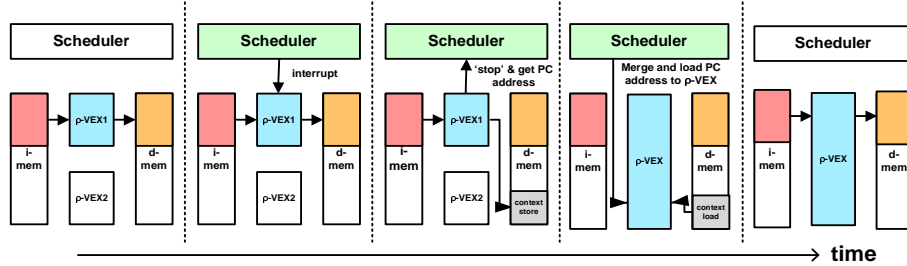 Scheduler
ρ-VEX1
i-
mem
d-
mem
ρ-VEX2
Scheduler
interrupt
ρ-VEX1
i-
mem
d-
mem
ρ-VEX2
Scheduler
'stop' & get PC
address
ρ-VEX1
i-
mem
d-
mem
ρ-VEX2
context
store
Scheduler
Merge and load PC
address to ρ-VEX
i-
mem
d-
mem
ρ-VEX
context
load
Scheduler
i-
mem
d-
mem
ρ-VEX
time